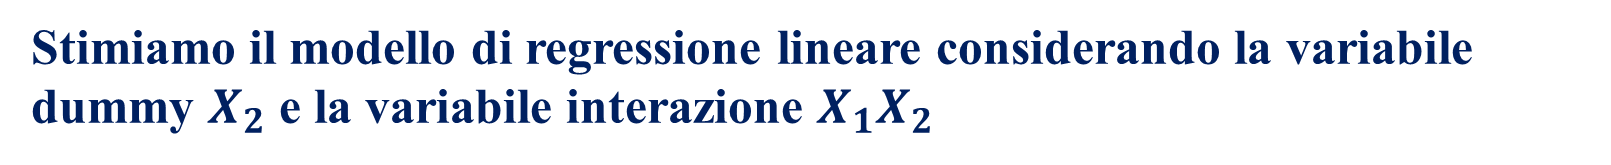 Stimiamo il modello di regressione lineare considerando la variabile
dummy X₂ e la variabile interazione X₁X₂